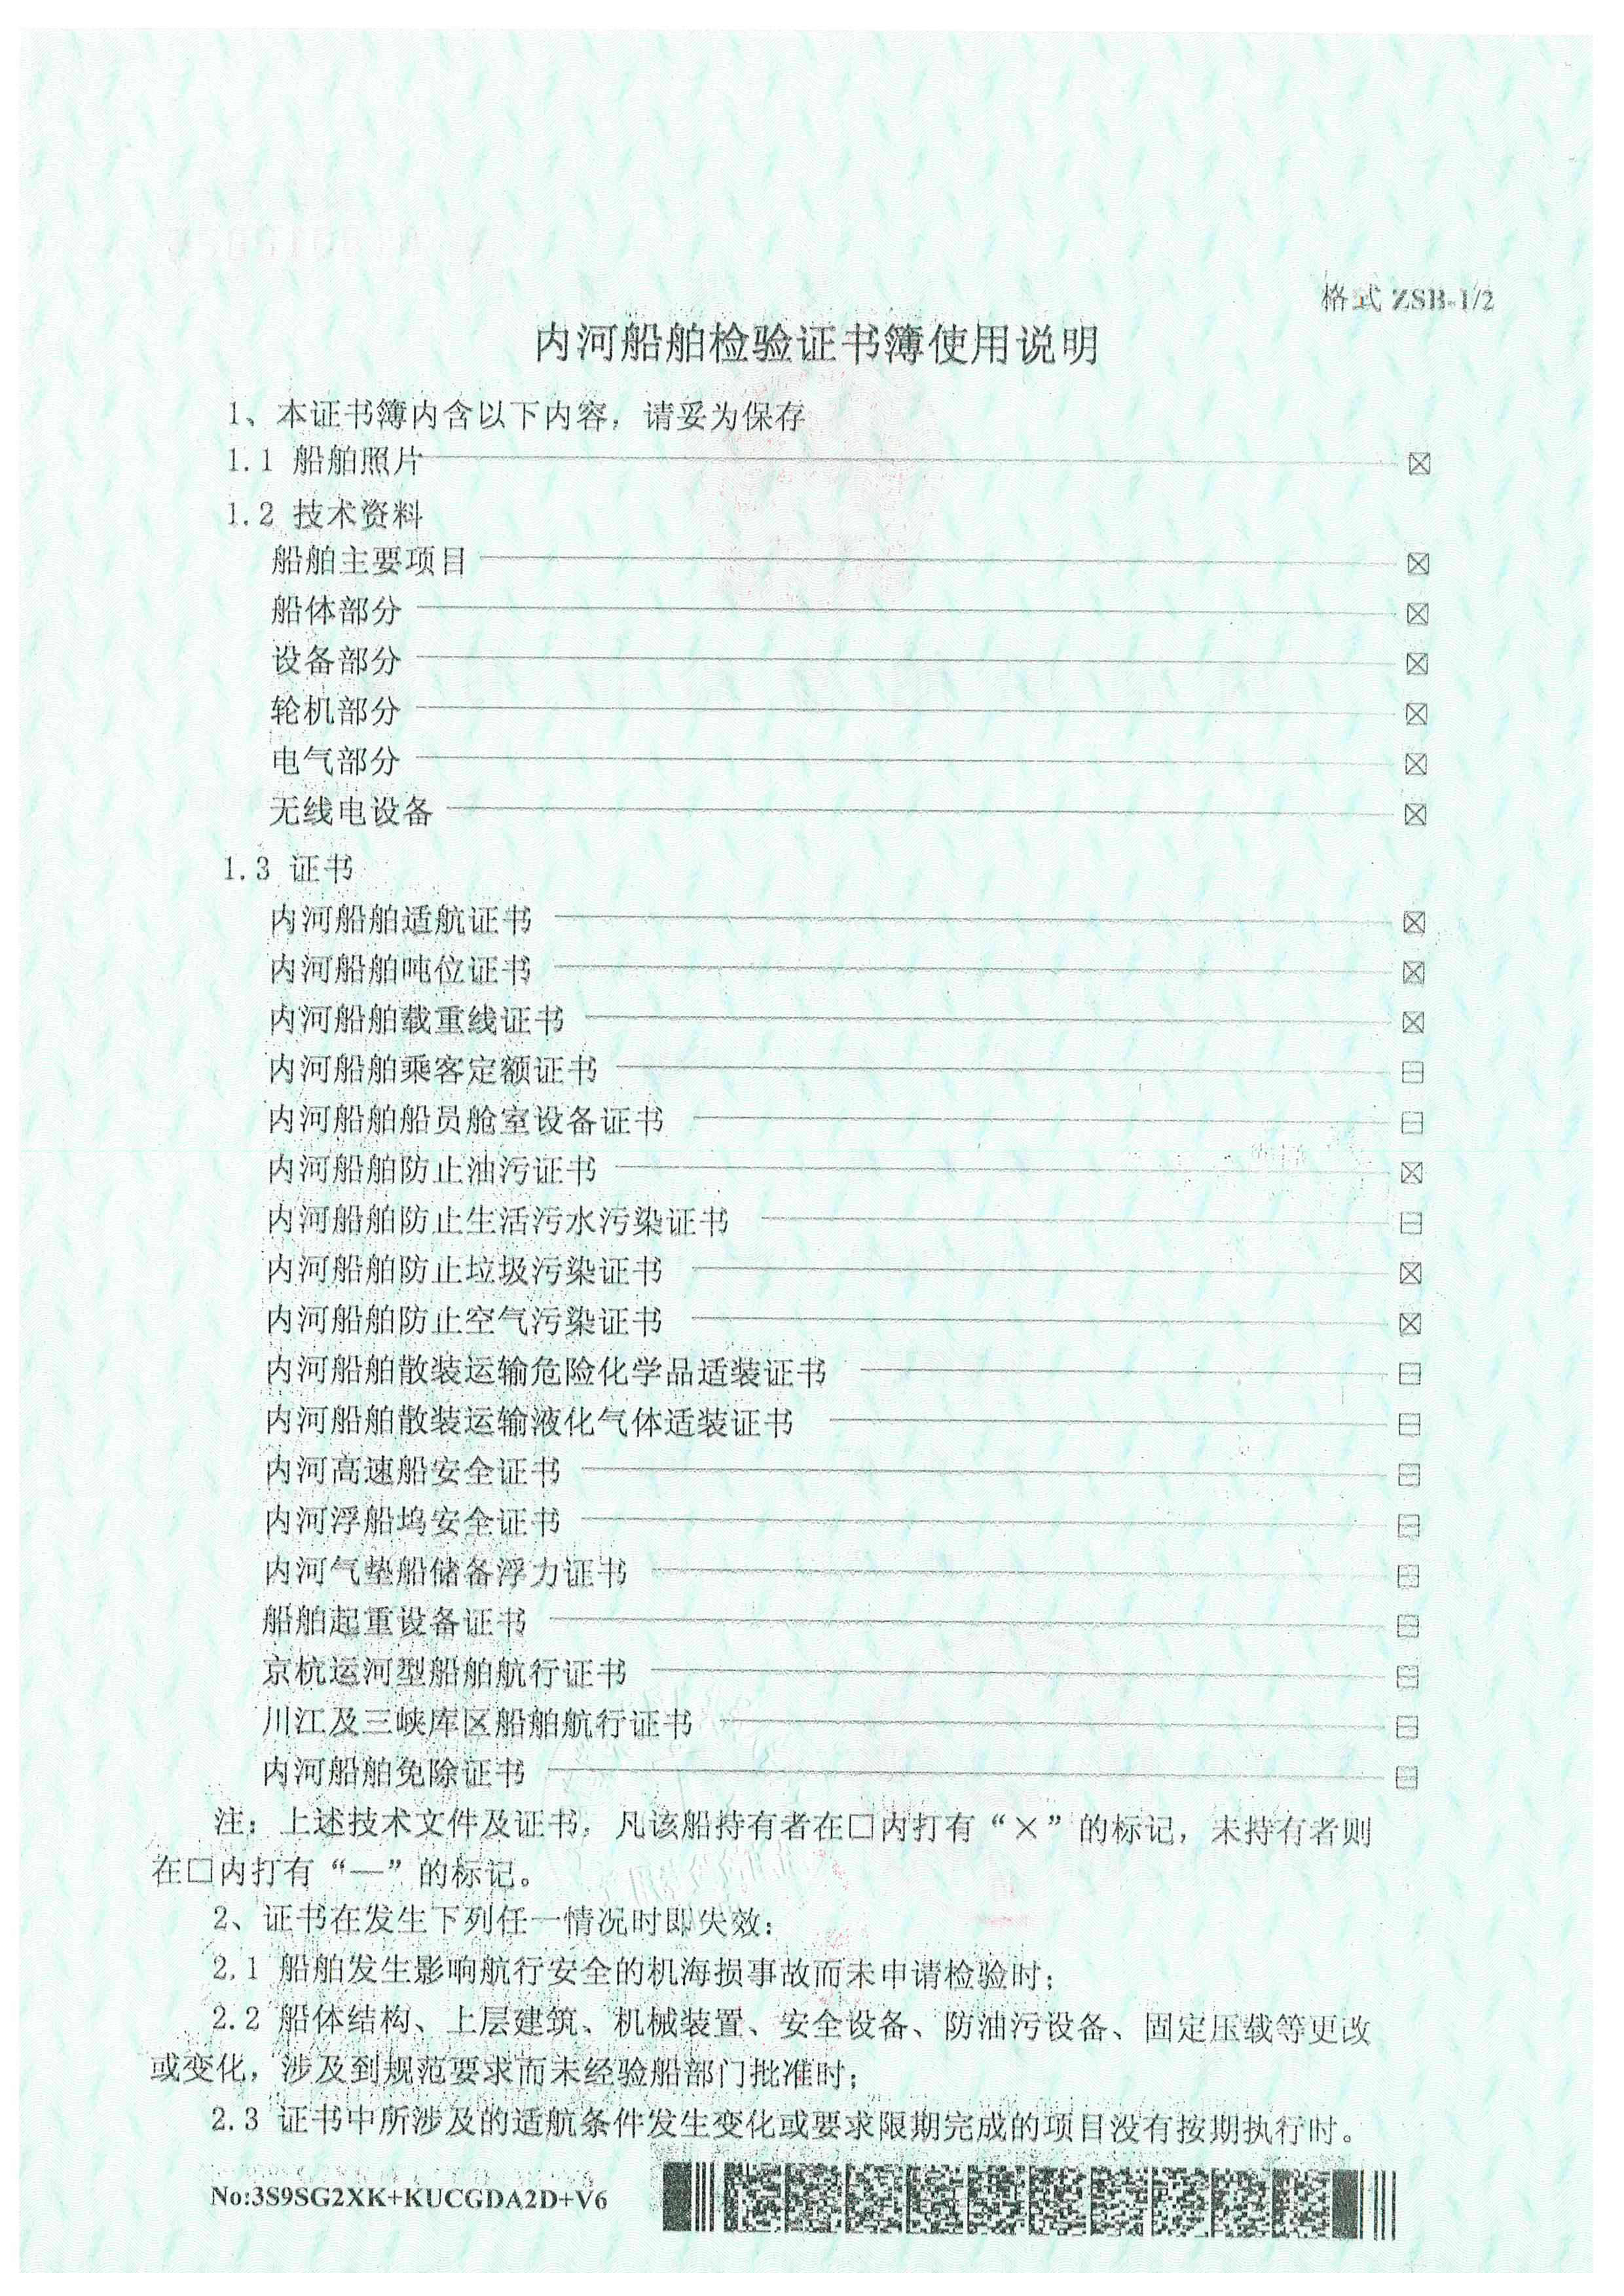 格式 ZSB-1/2
内河船舶检验证书簿使用说明
1、本证书簿内含以下内容，请妥为保存
1.1 船舶照片 ☒
1.2 技术资料
船舶主要项目 ☒
船体部分 ☒
设备部分 ☒
轮机部分 ☒
电气部分 ☒
无线电设备 ☒
1.3 证书
内河船舶适航证书 ☒
内河船舶吨位证书 ☒
内河船舶载重线证书 ☒
内河船舶乘客定额证书 ⊟
内河船舶船员舱室设备证书 ⊟
内河船舶防止油污证书 ☒
内河船舶防止生活污水污染证书 ⊟
内河船舶防止垃圾污染证书 ☒
内河船舶防止空气污染证书 ☒
内河船舶散装运输危险化学品适装证书 ⊟
内河船舶散装运输液化气体适装证书 ⊟
内河高速船安全证书 ⊟
内河浮船坞安全证书 ⊟
内河气垫船储备浮力证书 ⊟
船舶起重设备证书 ⊟
京杭运河型船舶航行证书 ⊟
川江及三峡库区船舶航行证书 ⊟
内河船舶免除证书 ⊟
注：上述技术文件及证书，凡该船持有者在□内打有“×”的标记，未持有者则
在□内打有“—”的标记。
2、证书在发生下列任一情况时即失效：
2.1 船舶发生影响航行安全的机海损事故而未申请检验时；
2.2 船体结构、上层建筑、机械装置、安全设备、防油污设备、固定压载等更改
或变化，涉及到规范要求而未经验船部门批准时；
2.3 证书中所涉及的适航条件发生变化或要求限期完成的项目没有按期执行时。
No:3S9SG2XK+KUCGDA2D+V6